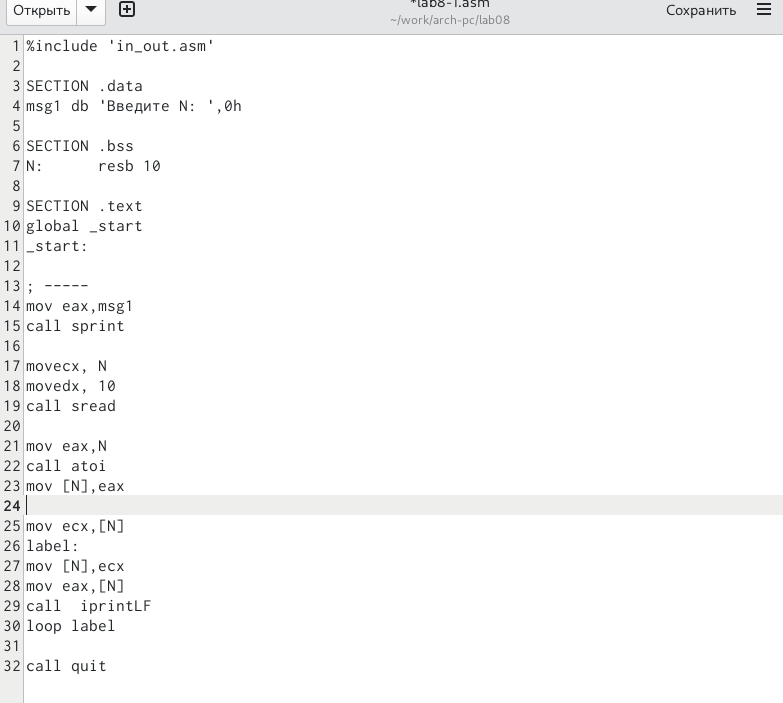 Открыть
*lab8-1.asm
~/work/arch-pc/lab08
Сохранить
1 %include 'in_out.asm'
2
3 SECTION .data
4 msg1 db 'Введите N: ',0h
5
6 SECTION .bss
7 N:      resb 10
8
9 SECTION .text
10 global _start
11 _start:
12
13 ; -----
14 mov eax,msg1
15 call sprint
16
17 movecx, N
18 movedx, 10
19 call sread
20
21 mov eax,N
22 call atoi
23 mov [N],eax
24
25 mov ecx,[N]
26 label:
27 mov [N],ecx
28 mov eax,[N]
29 call  iprintLF
30 loop label
31
32 call quit